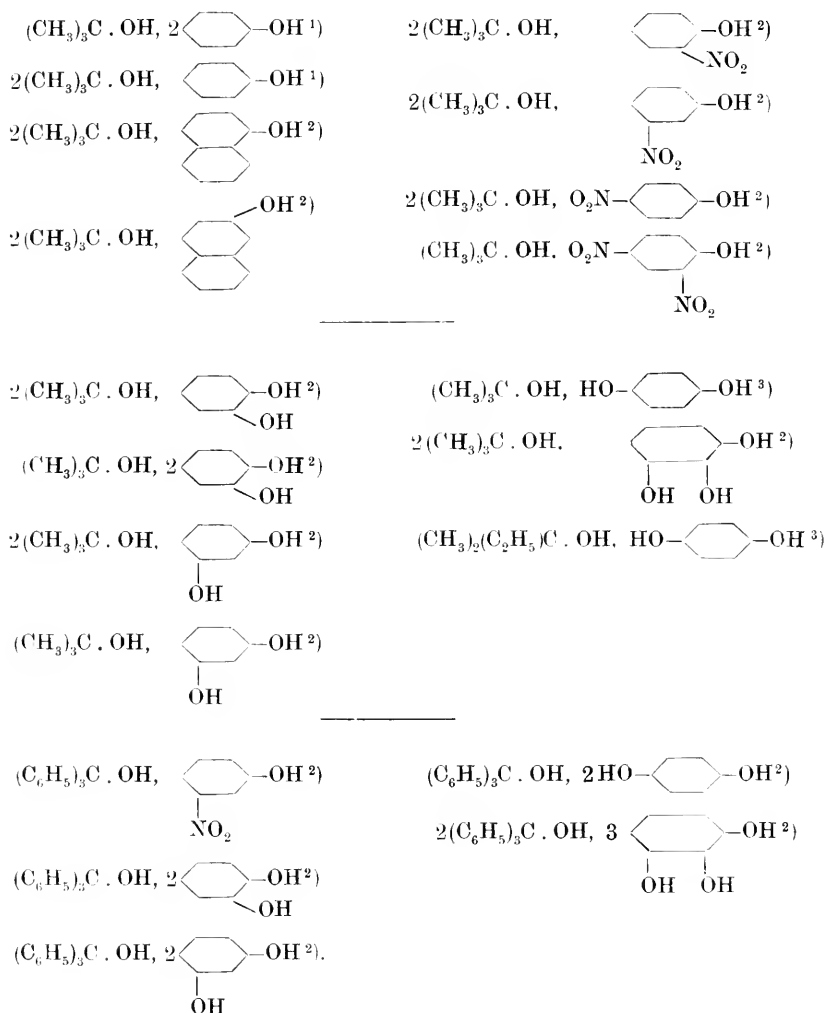 (CH₃)₃C . OH, 2 —OH ¹)
2(CH₃)₃C . OH, —OH ¹)
2(CH₃)₃C . OH, —OH ²)
2(CH₃)₃C . OH, OH ²)
2(CH₃)₃C . OH, —OH ²)
NO₂
2(CH₃)₃C . OH, —OH ²)
NO₂
2(CH₃)₃C . OH, O₂N— —OH ²)
(CH₃)₃C . OH. O₂N— —OH ²)
NO₂
2(CH₃)₃C . OH, —OH ²)
OH
(CH₃)₃C . OH, 2 —OH ²)
OH
2(CH₃)₃C . OH, —OH ²)
OH
(CH₃)₃C . OH, —OH ²)
OH
(CH₃)₃C . OH, HO— —OH ³)
2(CH₃)₃C . OH. —OH ²)
OH OH
(CH₃)₂(C₂H₅)C . OH, HO— —OH ³)
(C₆H₅)₃C . OH, —OH ²)
NO₂
(C₆H₅)₃C . OH, 2 —OH ²)
OH
(C₆H₅)₃C . OH, 2 —OH ²).
OH
(C₆H₅)₃C . OH, 2HO— —OH ²)
2(C₆H₅)₃C . OH, 3 —OH ²)
OH OH